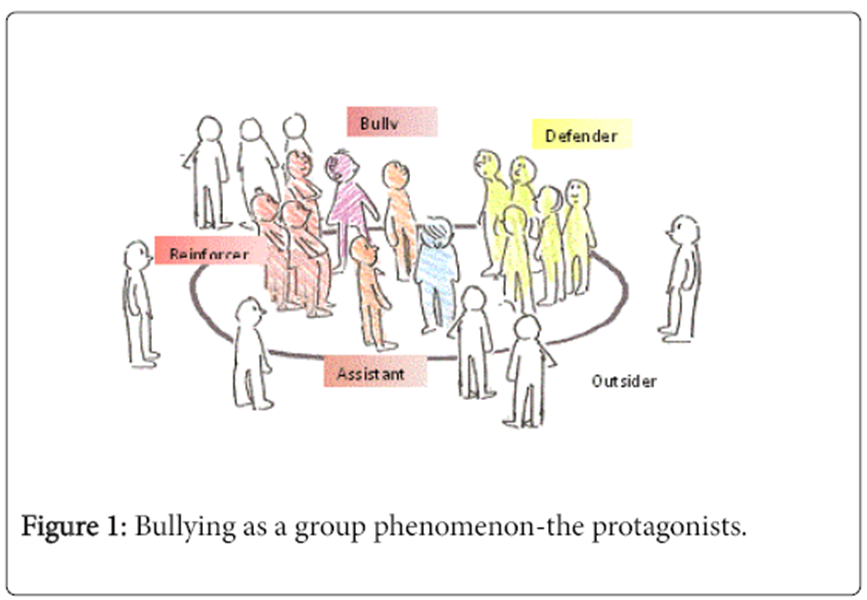 Bully
Defender
Reinforcer
Assistant
Outsider
Figure 1: Bullying as a group phenomenon-the protagonists.